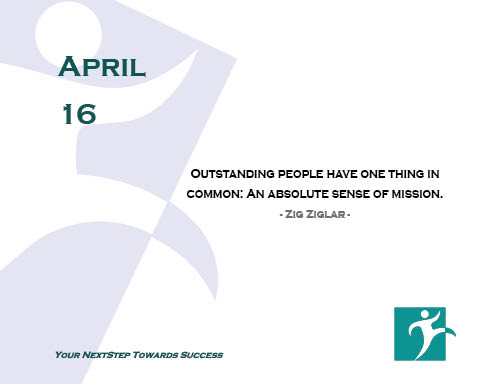 April
16
Outstanding people have one thing in
common: An absolute sense of mission.
- Zig Ziglar -
Your NextStep Towards Success